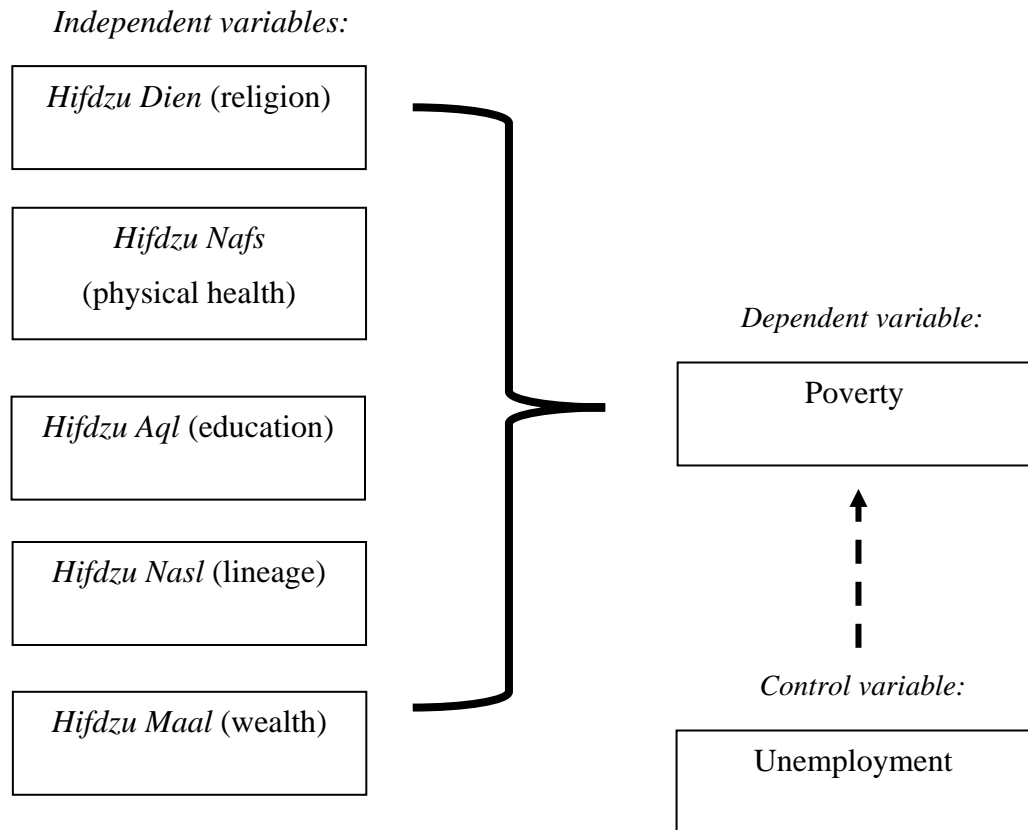 Independent variables:
Hifdzu Dien (religion)
Hifdzu Nafs
(physical health)
Hifdzu Aql (education)
Hifdzu Nasl (lineage)
Hifdzu Maal (wealth)
Dependent variable:
Poverty
Control variable:
Unemployment